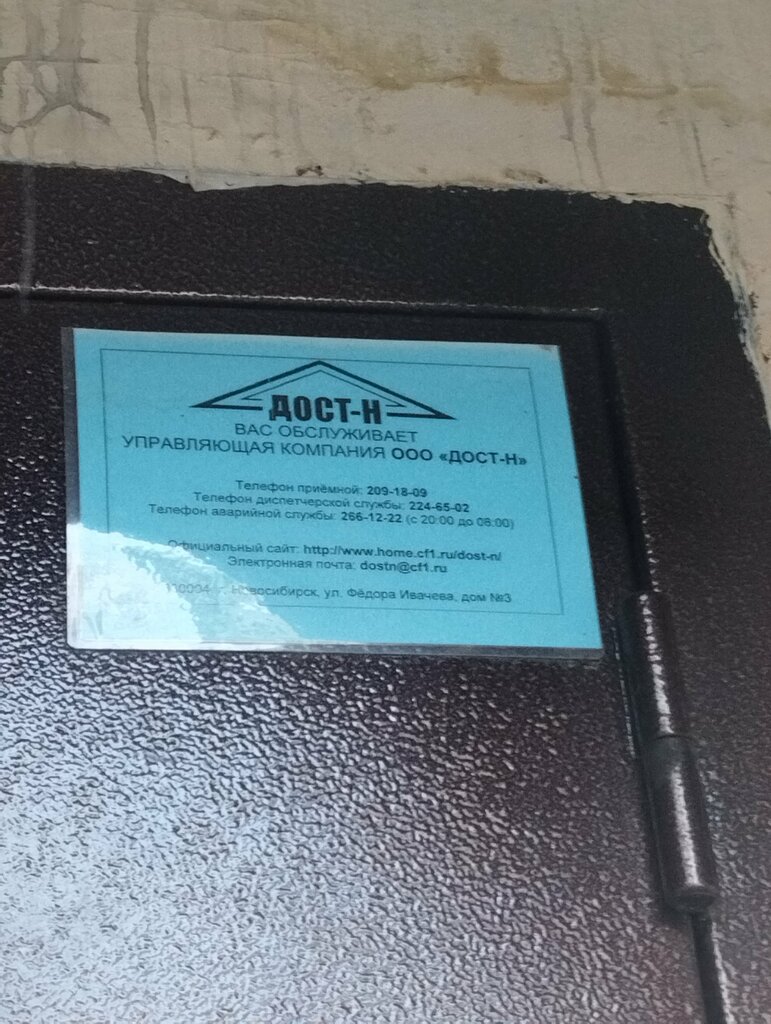 ДОСТ-Н
ВАС ОБСЛУЖИВАЕТ
УПРАВЛЯЮЩАЯ КОМПАНИЯ ООО «ДОСТ-Н»
Телефон приёмной: 209-18-09
Телефон диспетчерской службы: 224-65-02
Телефон аварийной службы: 266-12-22 (с 20:00 до 08:00)
Официальный сайт: http://www.home.cf1.ru/dost-n/
Электронная почта: dostn@cf1.ru
г. Новосибирск, ул. Фёдора Ивачева, дом №3